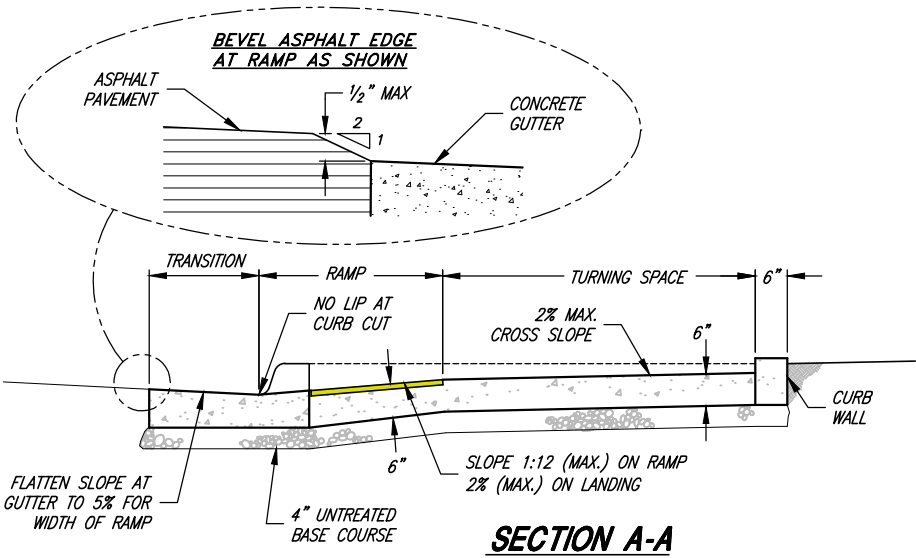 BEVEL ASPHALT EDGE
AT RAMP AS SHOWN
ASPHALT
PAVEMENT
1/2" MAX
2
1
CONCRETE
GUTTER
TRANSITION
RAMP
TURNING SPACE
6"
NO LIP AT
CURB CUT
2% MAX.
CROSS SLOPE
6"
CURB
WALL
6"
SLOPE 1:12 (MAX.) ON RAMP
2% (MAX.) ON LANDING
FLATTEN SLOPE AT
GUTTER TO 5% FOR
WIDTH OF RAMP
4" UNTREATED
BASE COURSE
SECTION A-A